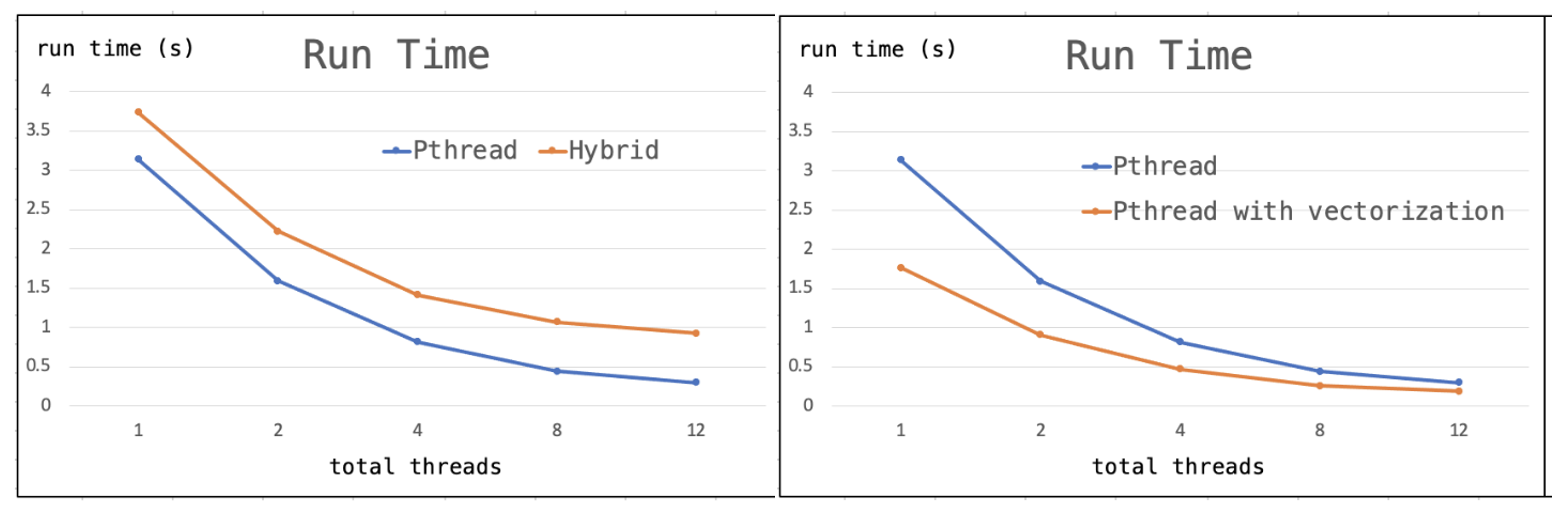 run time (s)
Run Time
4
3.5
3
2.5
2
1.5
1
0.5
0
Pthread Hybrid
1 2 4 8 12
total threads
run time (s)
Run Time
4
3.5
3
2.5
2
1.5
1
0.5
0
Pthread
Pthread with vectorization
1 2 4 8 12
total threads